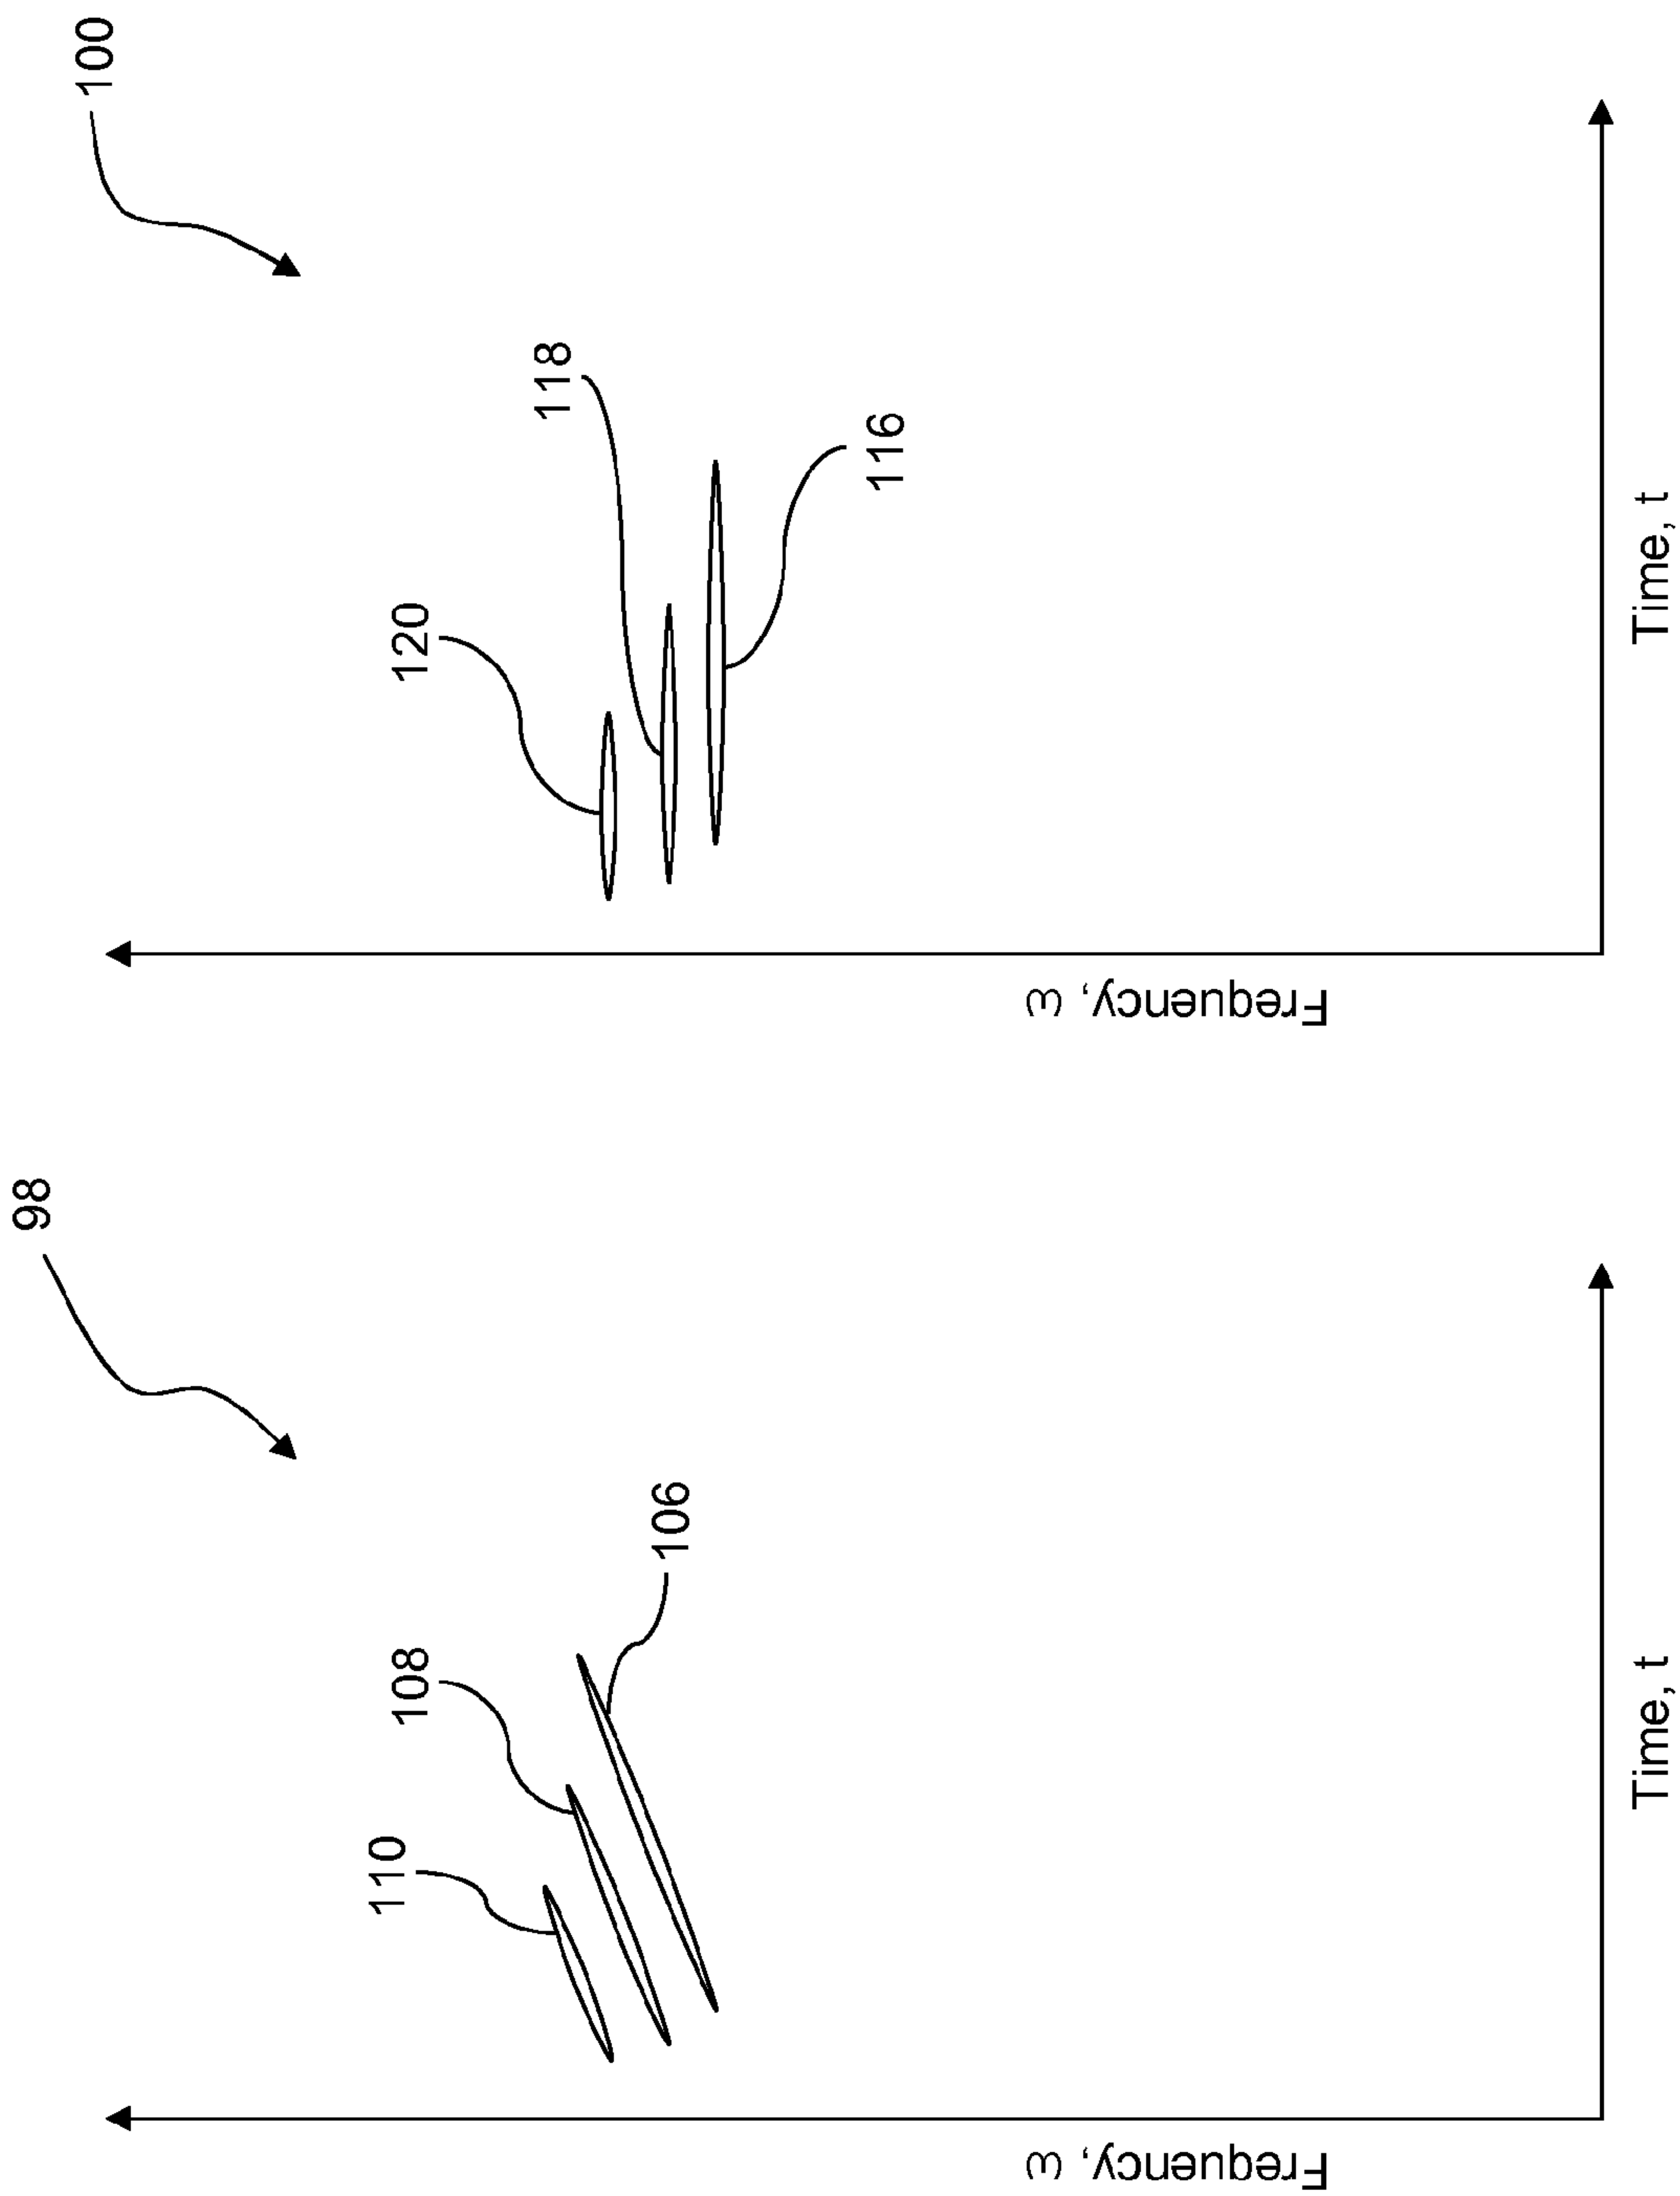 98
110
108
106
Frequency, ω
Time, t
100
120
118
116
Frequency, ω
Time, t